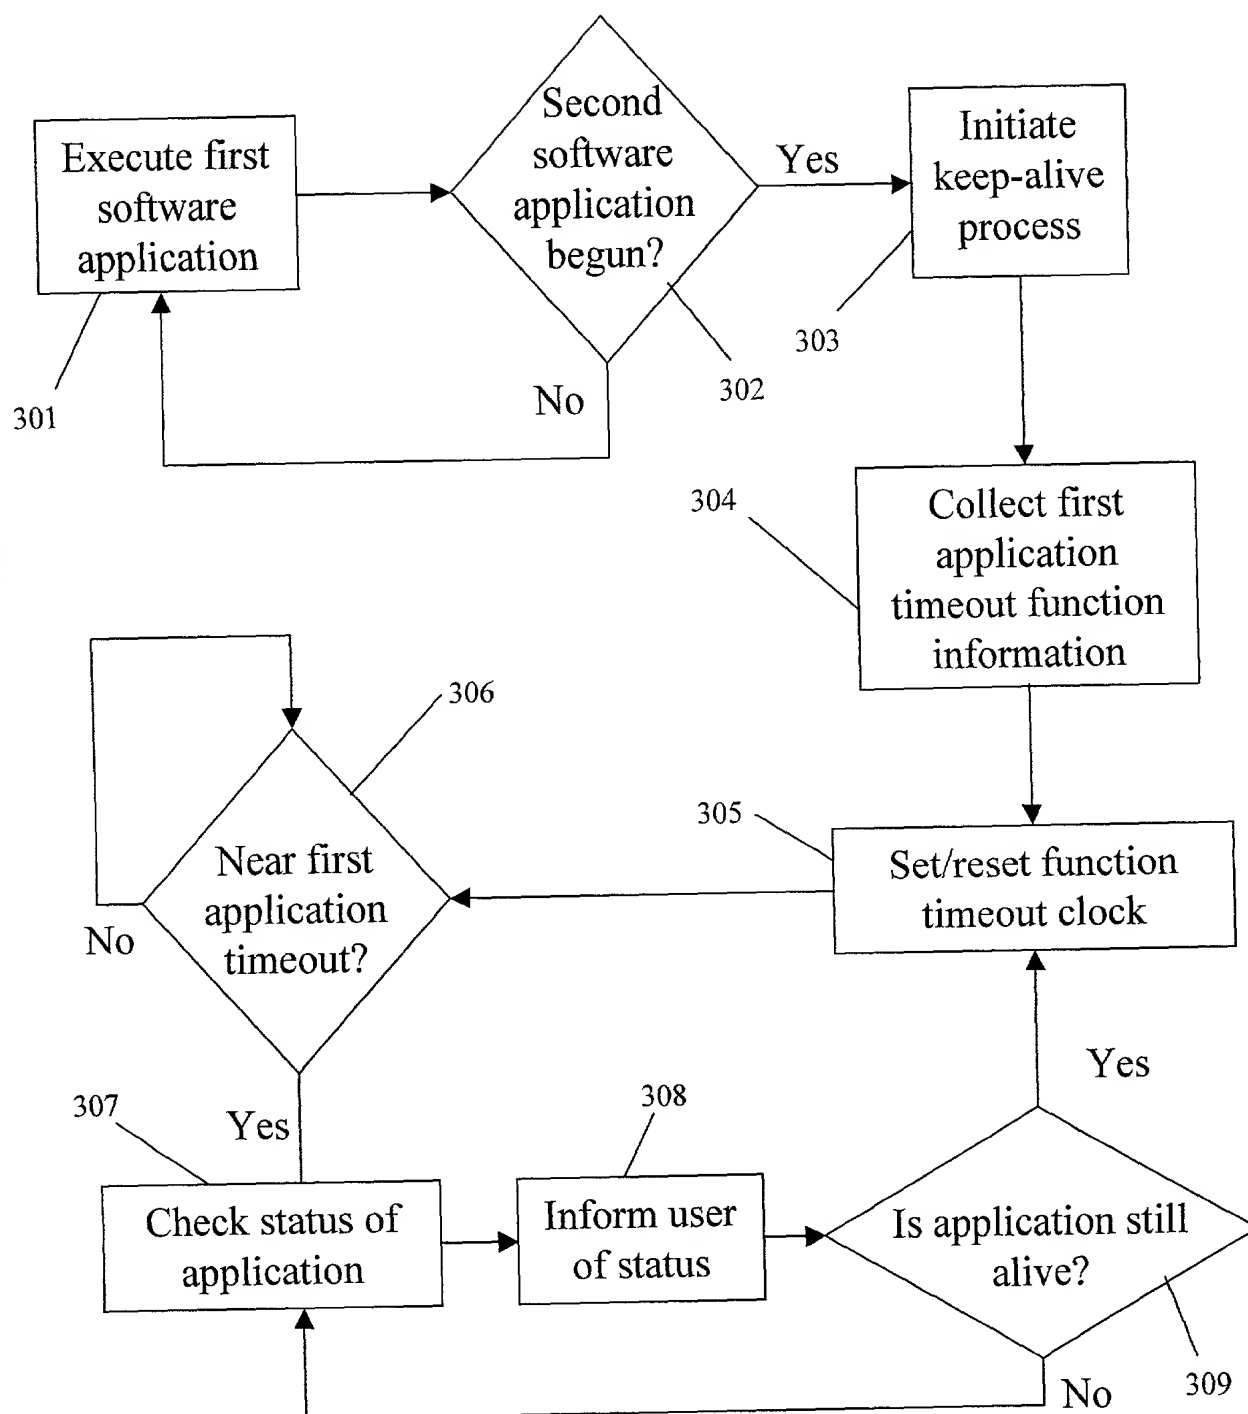 Execute first
software
application
301
Second
software
application
begun?
302
Yes
No
Initiate
keep-alive
process
303
304
Collect first
application
timeout function
information
305
Set/reset function
timeout clock
306
Near first
application
timeout?
No
Yes
307
Check status of
application
308
Inform user
of status
Is application still
alive?
Yes
No
309